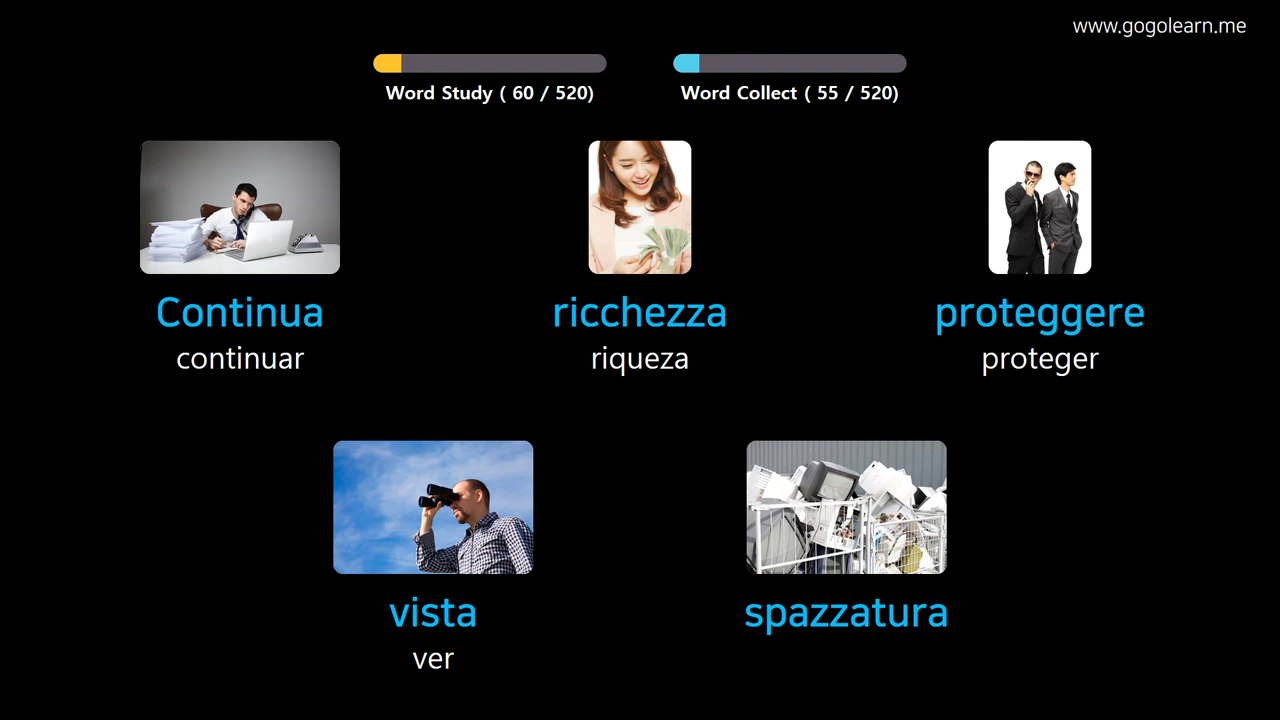 www.gogolearn.me
Word Study ( 60 / 520)
Word Collect ( 55 / 520)
Continua
continuar
ricchezza
riqueza
proteggere
proteger
vista
ver
spazzatura